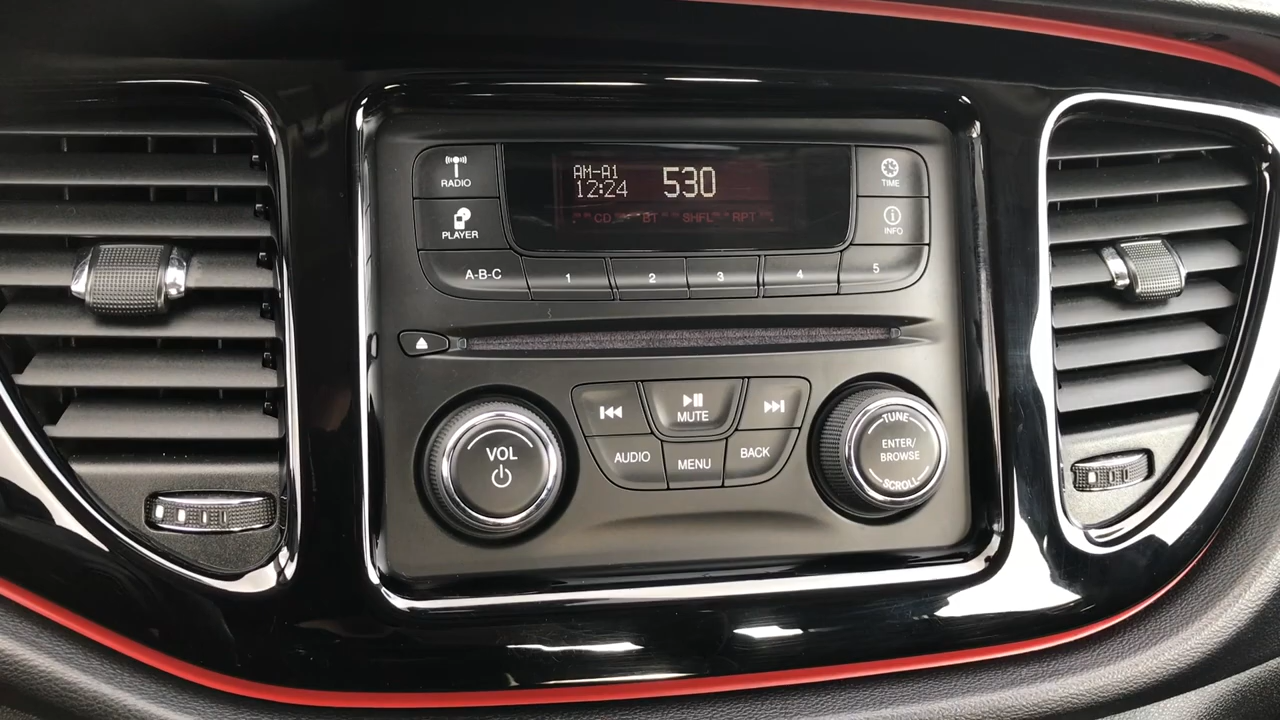 RADIO
AM-A1
12:24
530
TIME
PLAYER
CD BT SHFL RPT
INFO
A-B-C 1 2 3 4 5
MUTE
VOL
AUDIO
MENU
BACK
TUNE
ENTER/
BROWSE
SCROLL